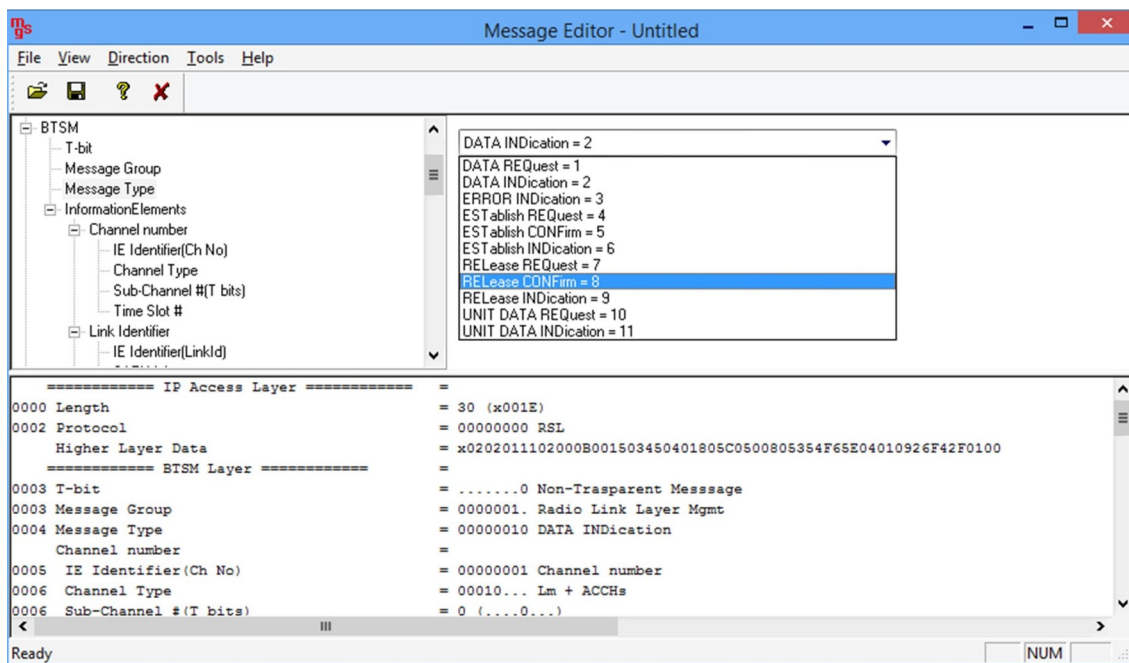 mgs
Message Editor - Untitled
File View Direction Tools Help
BTSM
T-bit
Message Group
Message Type
InformationElements
Channel number
IE Identifier(Ch No)
Channel Type
Sub-Channel #(T bits)
Time Slot #
Link Identifier
IE Identifier(LinkId)
DATA INDication = 2
DATA REQuest = 1
DATA INDication = 2
ERROR INDication = 3
ESTablish REQuest = 4
ESTablish CONFirm = 5
ESTablish INDication = 6
RELease REQuest = 7
RELease CONFirm = 8
RELease INDication = 9
UNIT DATA REQuest = 10
UNIT DATA INDication = 11
============ IP Access Layer ============ =
0000 Length = 30 (x001E)
0002 Protocol = 00000000 RSL
Higher Layer Data = x0202011102000B001503450401805C0500805354F65E04010926F42F0100
============ BTSM Layer ============ =
0003 T-bit = .......0 Non-Trasparent Messsage
0003 Message Group = 0000001. Radio Link Layer Mgmt
0004 Message Type = 00000010 DATA INDication
Channel number =
0005 IE Identifier(Ch No) = 00000001 Channel number
0006 Channel Type = 00010... Lm + ACCHs
0006 Sub-Channel #(T bits) = 0 (....0...)
Ready
NUM